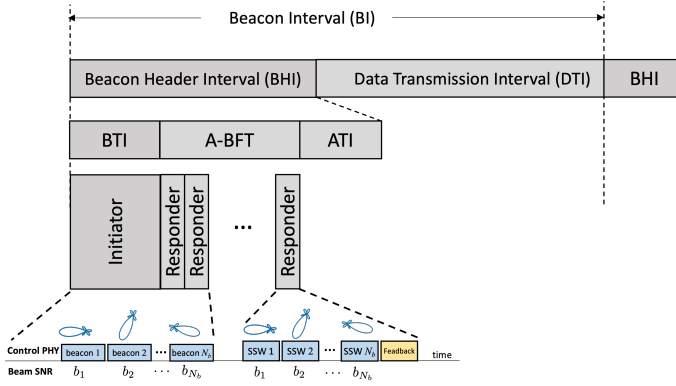 Beacon Interval (BI)
Beacon Header Interval (BHI) Data Transmission Interval (DTI) BHI
BTI A-BFT ATI
Initiator Responder Responder ... Responder
Control PHY beacon 1 beacon 2 ... beacon N_b SSW 1 SSW 2 ... SSW N_b Feadback time
Beam SNR b_1 b_2 ... b_{N_b} b_1 b_2 ... b_{N_b}